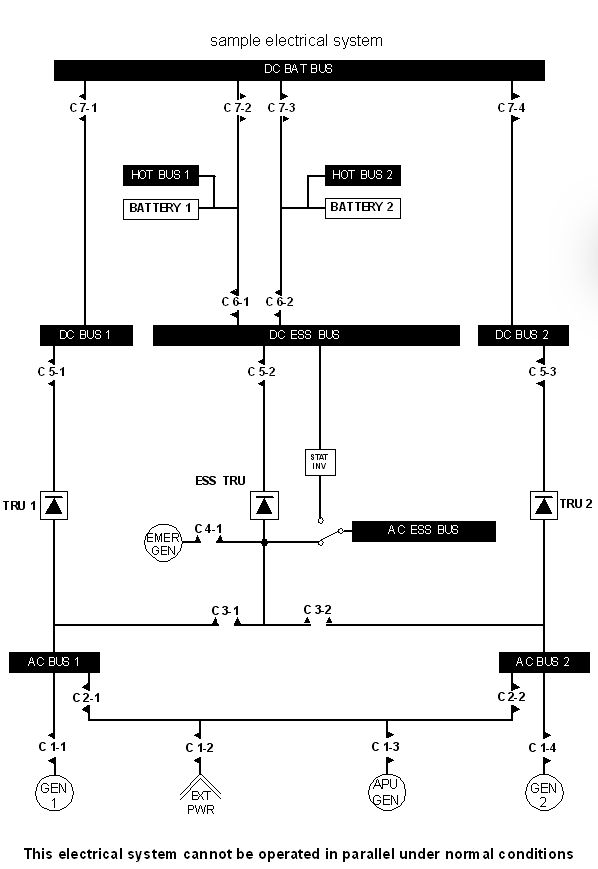 sample electrical system
DC BAT BUS
C 7-1
C 7-2
C 7-3
C 7-4
HOT BUS 1
HOT BUS 2
BATTERY 1
BATTERY 2
C 6-1
C 6-2
DC BUS 1
DC ESS BUS
DC BUS 2
C 5-1
C 5-2
C 5-3
STAT
INV
ESS TRU
TRU 1
TRU 2
C 4-1
AC ESS BUS
EMER
GEN
C 3-1
C 3-2
AC BUS 1
AC BUS 2
C 2-1
C 2-2
C 1-1
C 1-2
C 1-3
C 1-4
GEN
1
EXT
PWR
APU
GEN
GEN
2
This electrical system cannot be operated in parallel under normal conditions